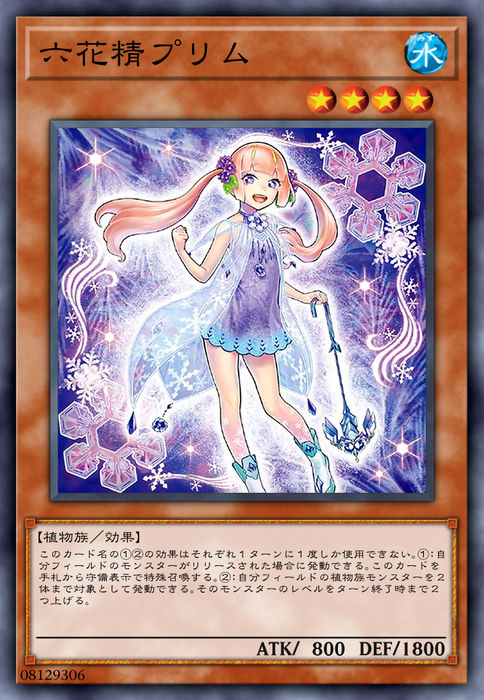 六花精プリム
みず
水
【植物族／効果】
このカード名の①②の効果はそれぞれ１ターンに１度しか使用できない。①：自
分フィールドのモンスターがリリースされた場合に発動できる。このカードを
手札から守備表示で特殊召喚する。②：自分フィールドの植物族モンスターを２
体まで対象として発動できる。そのモンスターのレベルをターン終了時まで２
つ上げる。
ATK/ 800 DEF/1800
08129306